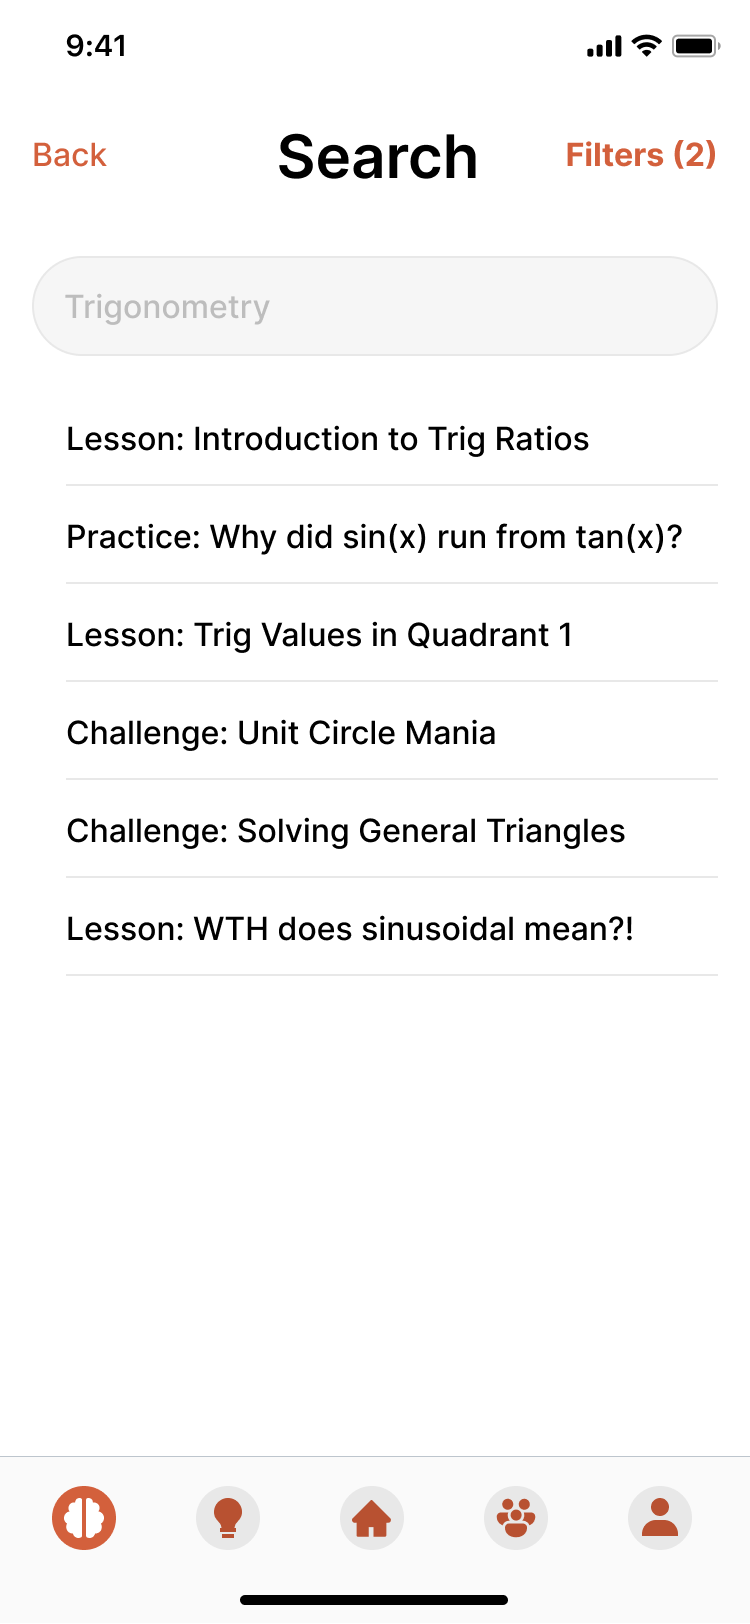 9:41
Back
Search
Filters (2)
Trigonometry
Lesson: Introduction to Trig Ratios
Practice: Why did sin(x) run from tan(x)?
Lesson: Trig Values in Quadrant 1
Challenge: Unit Circle Mania
Challenge: Solving General Triangles
Lesson: WTH does sinusoidal mean?!